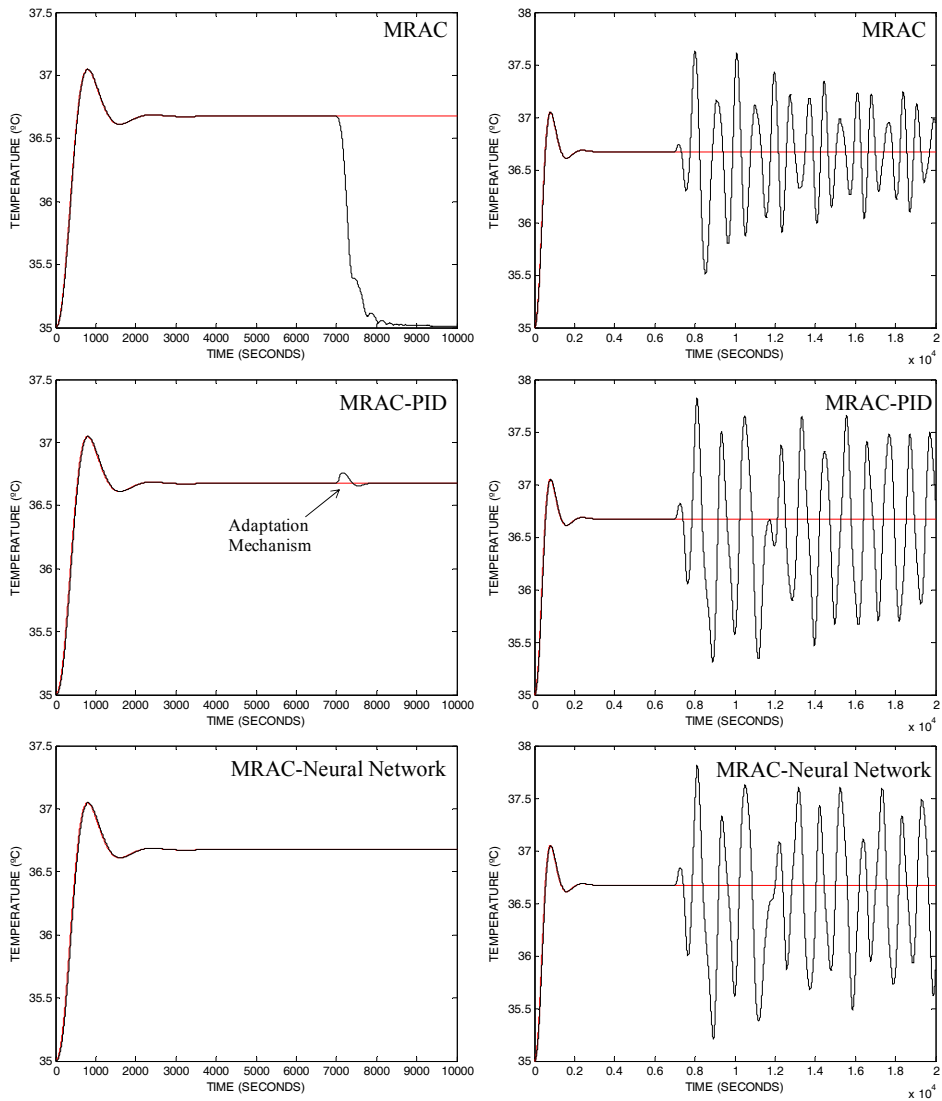 MRAC
TEMPERATURE (ºC)
37.5
37
36.5
36
35.5
35
0 1000 2000 3000 4000 5000 6000 7000 8000 9000 10000
TIME (SECONDS)
MRAC
TEMPERATURE (ºC)
38
37.5
37
36.5
36
35.5
35
0 0.2 0.4 0.6 0.8 1 1.2 1.4 1.6 1.8 2
TIME (SECONDS)
x 10^4
MRAC-PID
TEMPERATURE (ºC)
37.5
37
36.5
36
35.5
35
Adaptation
Mechanism
0 1000 2000 3000 4000 5000 6000 7000 8000 9000 10000
TIME (SECONDS)
MRAC-PID
TEMPERATURE (ºC)
38
37.5
37
36.5
36
35.5
35
0 0.2 0.4 0.6 0.8 1 1.2 1.4 1.6 1.8 2
TIME (SECONDS)
x 10^4
MRAC-Neural Network
TEMPERATURE (ºC)
37.5
37
36.5
36
35.5
35
0 1000 2000 3000 4000 5000 6000 7000 8000 9000 10000
TIME (SECONDS)
MRAC-Neural Network
TEMPERATURE (ºC)
38
37.5
37
36.5
36
35.5
35
0 0.2 0.4 0.6 0.8 1 1.2 1.4 1.6 1.8 2
TIME (SECONDS)
x 10^4